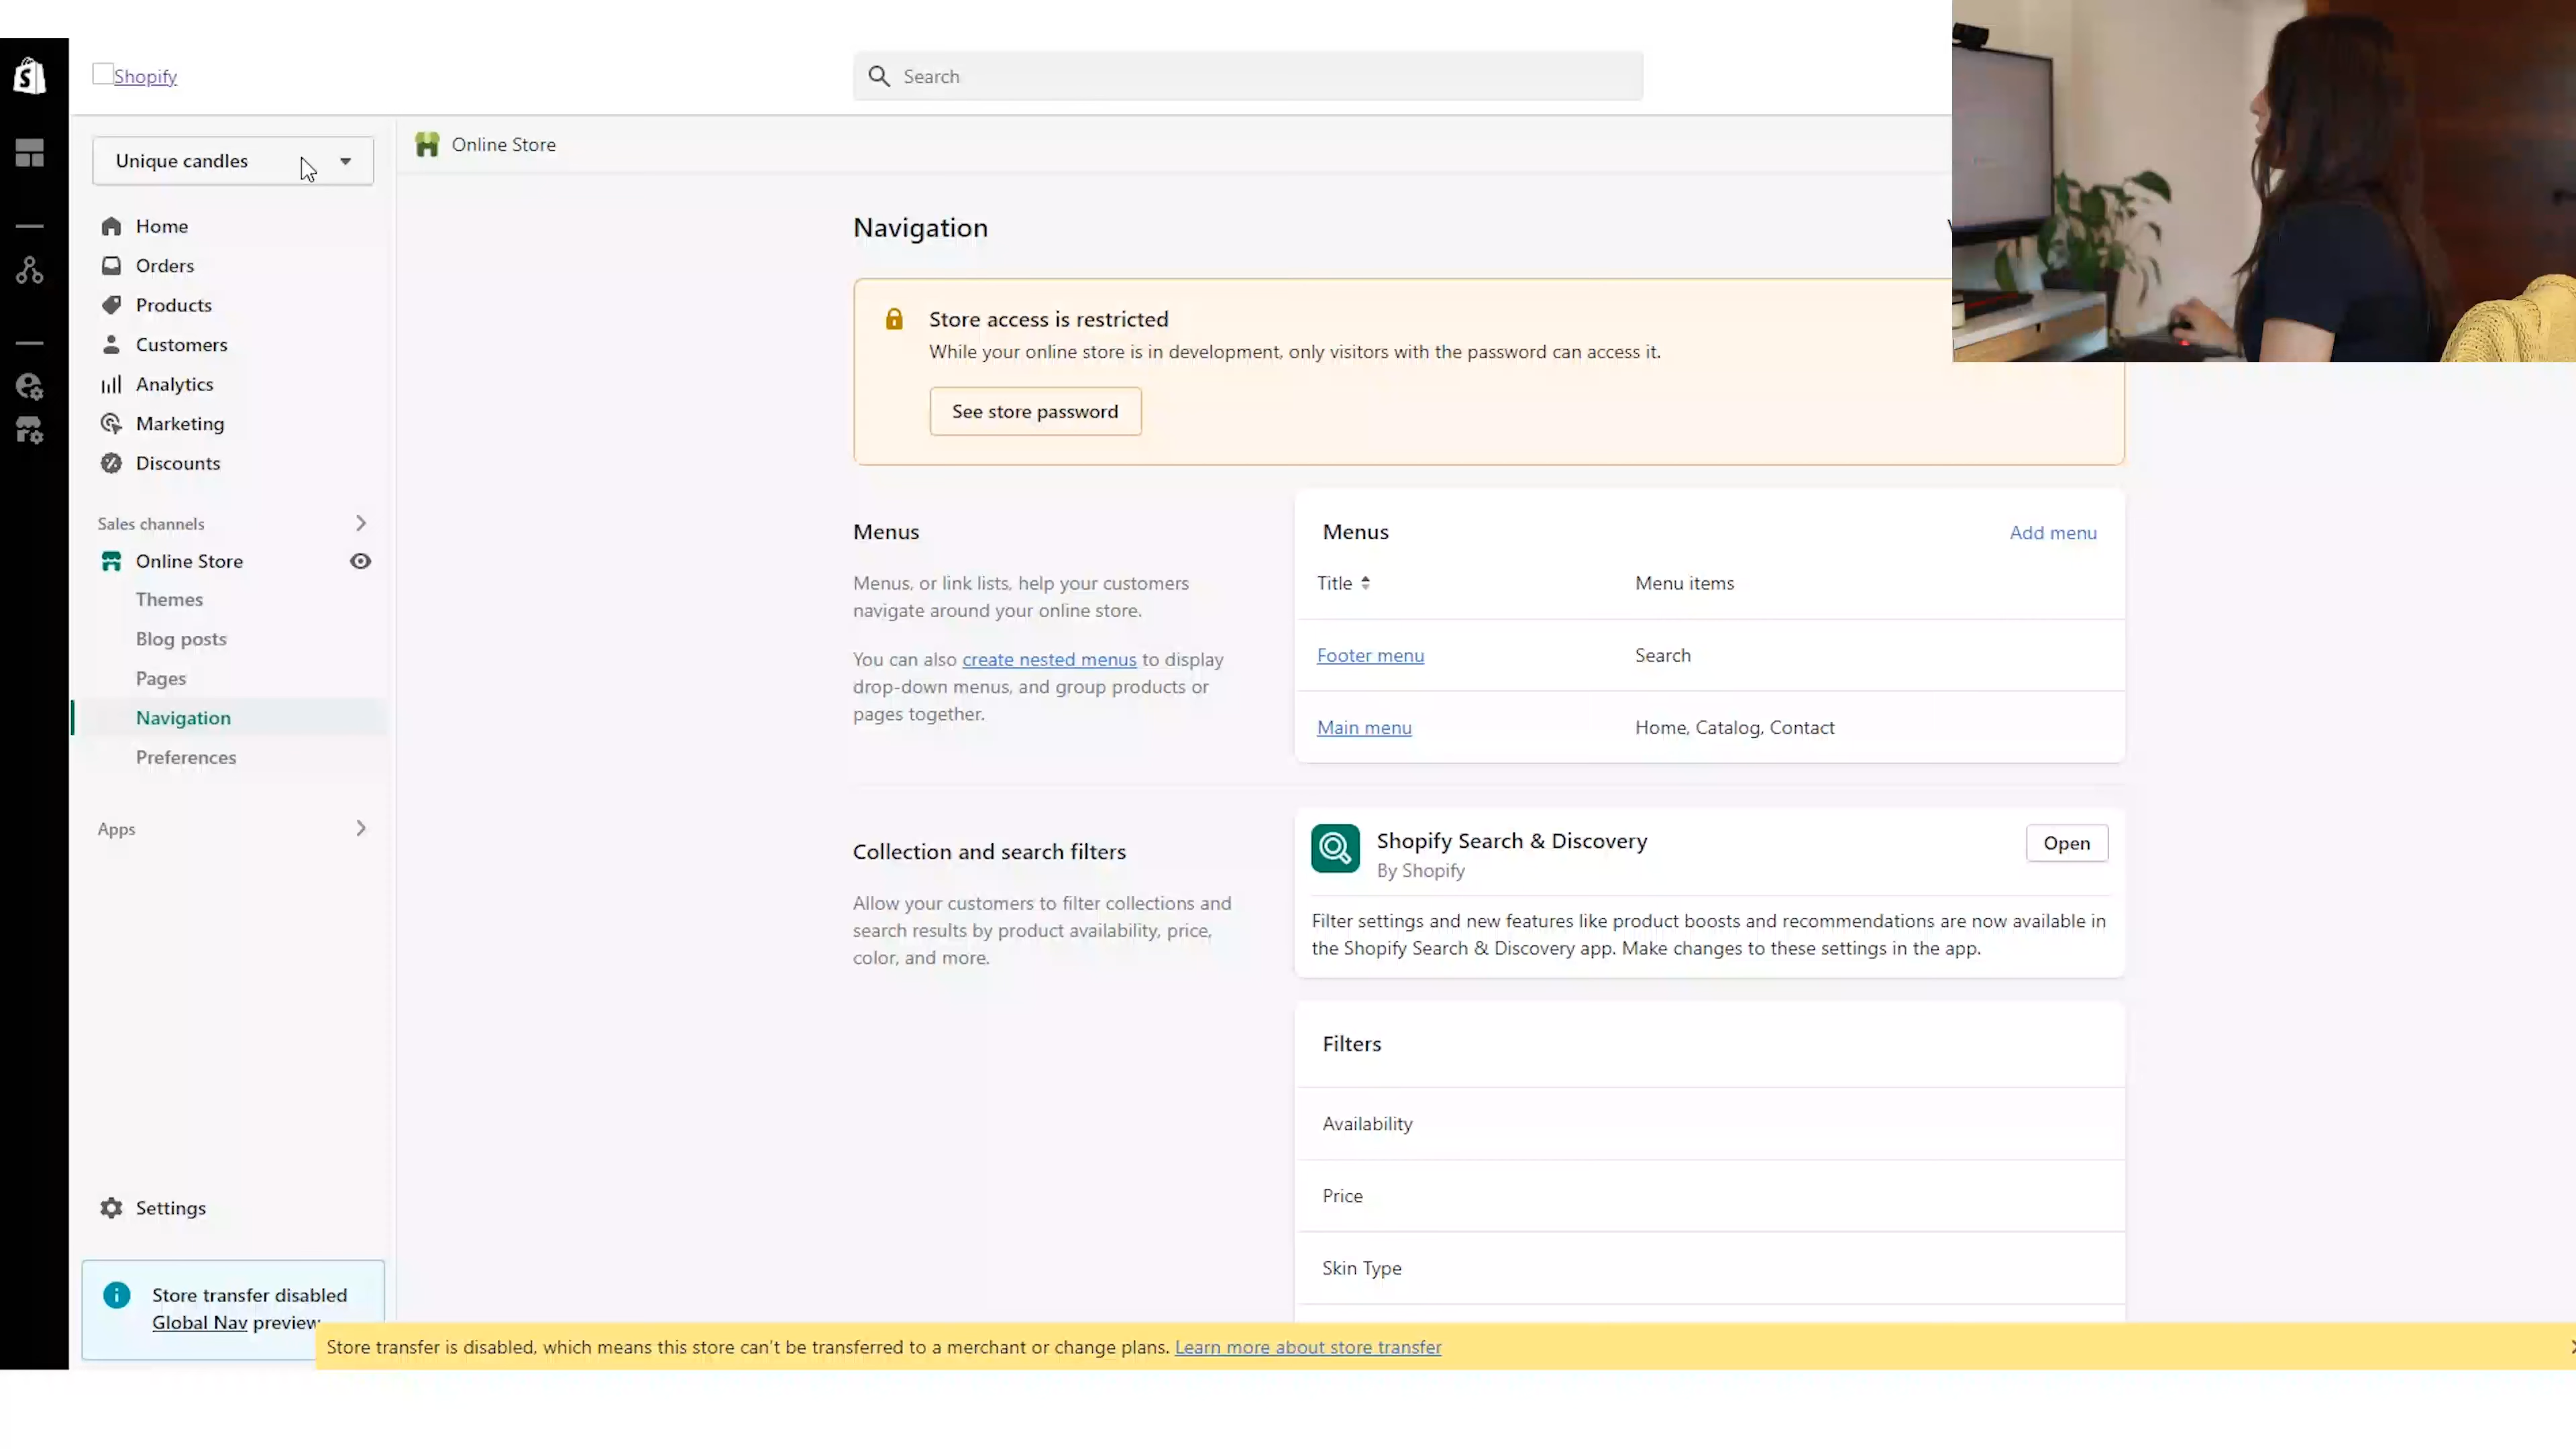 Shopify
Search
Unique candles
Online Store
Home
Orders
Products
Customers
Analytics
Marketing
Discounts
Sales channels
Online Store
Themes
Blog posts
Pages
Navigation
Preferences
Apps
Settings
Store transfer disabled
Global Nav preview
Navigation
Store access is restricted
While your online store is in development, only visitors with the password can access it.
See store password
Menus
Menus, or link lists, help your customers
navigate around your online store.
You can also create nested menus to display
drop-down menus, and group products or
pages together.
Menus
Add menu
Title
Menu items
Footer menu
Search
Main menu
Home, Catalog, Contact
Collection and search filters
Allow your customers to filter collections and
search results by product availability, price,
color, and more.
Shopify Search & Discovery
By Shopify
Open
Filter settings and new features like product boosts and recommendations are now available in
the Shopify Search & Discovery app. Make changes to these settings in the app.
Filters
Availability
Price
Skin Type
Store transfer is disabled, which means this store can't be transferred to a merchant or change plans. Learn more about store transfer